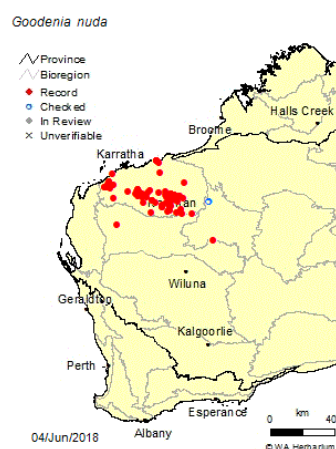 Goodenia nuda
Province
Bioregion
Record
Checked
In Review
Unverifiable
Halls Creek
Broome
Karratha
Wiluna
Geraldton
Kalgoorlie
Perth
Esperance
Albany
0 km 40
04/Jun/2018
© WA Herbarium